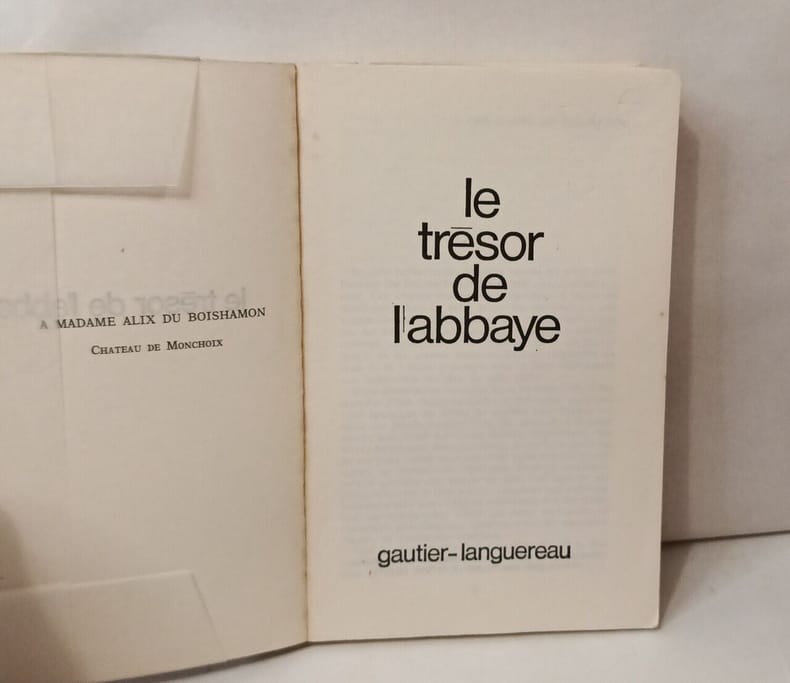 A MADAME ALIX DU BOISHAMON
CHATEAU DE MONCHOIX
le
trēsor
de
l'abbaye
gautier-languereau